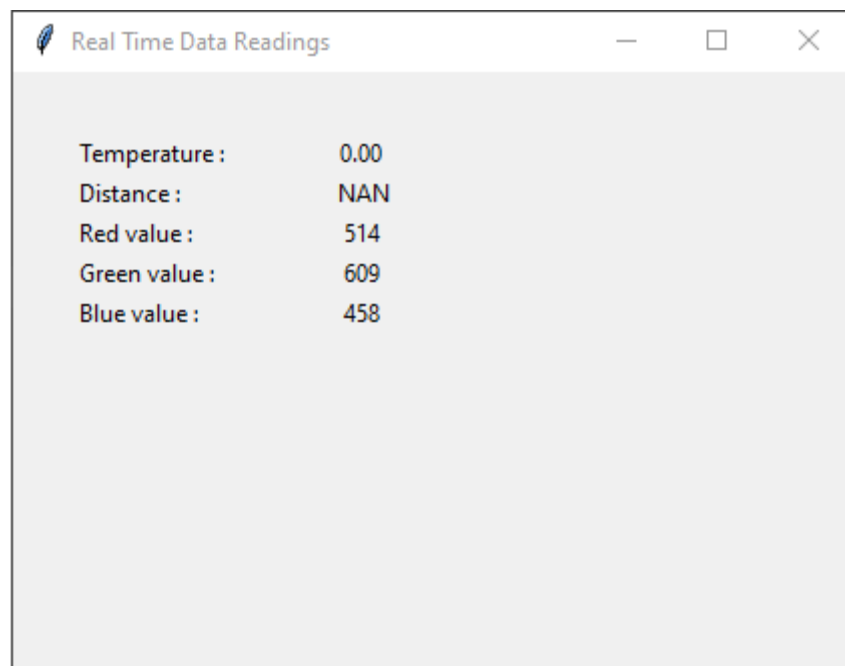 Real Time Data Readings
Temperature : 0.00
Distance : NAN
Red value : 514
Green value : 609
Blue value : 458